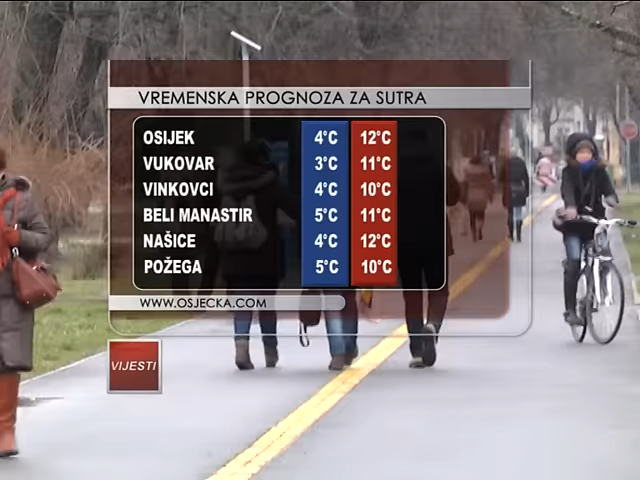 VREMENSKA PROGNOZA ZA SUTRA
OSIJEK 4°C 12°C
VUKOVAR 3°C 11°C
VINKOVCI 4°C 10°C
BELI MANASTIR 5°C 11°C
NAŠICE 4°C 12°C
POŽEGA 5°C 10°C
WWW.OSJECKA.COM
VIJESTI